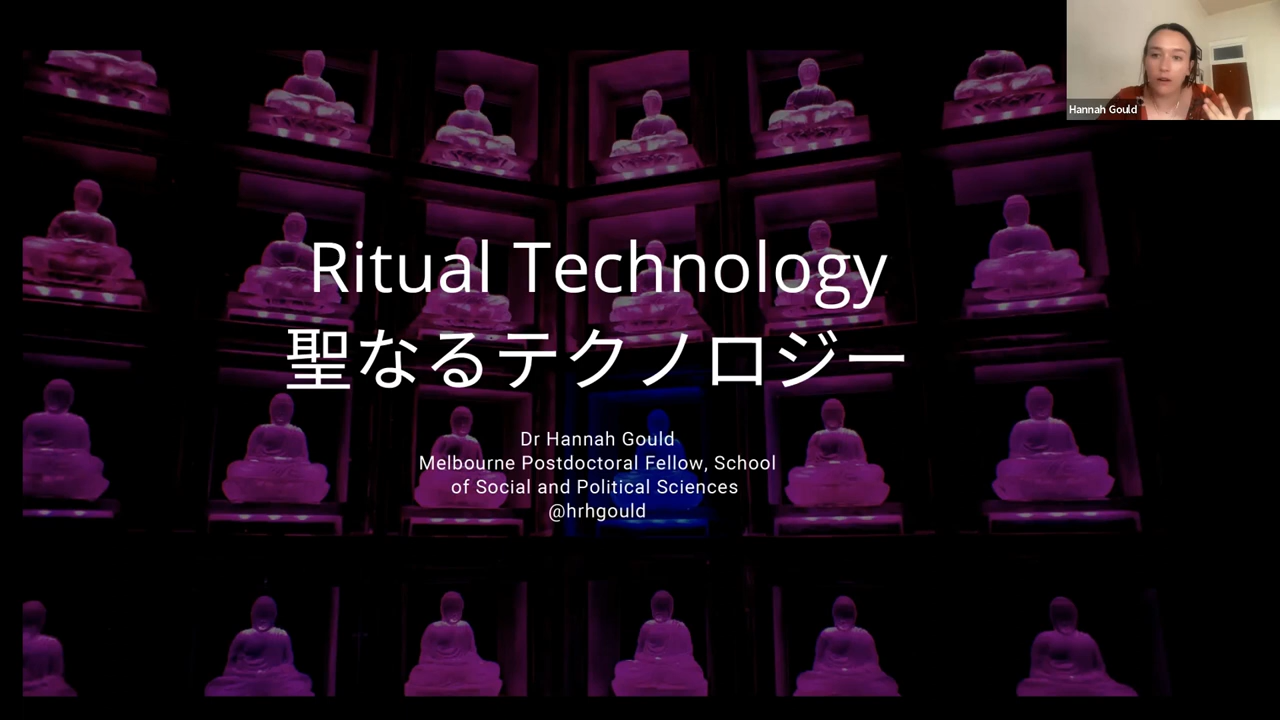 Hannah Gould
Ritual Technology
聖なるテクノロジー
Dr Hannah Gould
Melbourne Postdoctoral Fellow, School
of Social and Political Sciences
@hrhgould